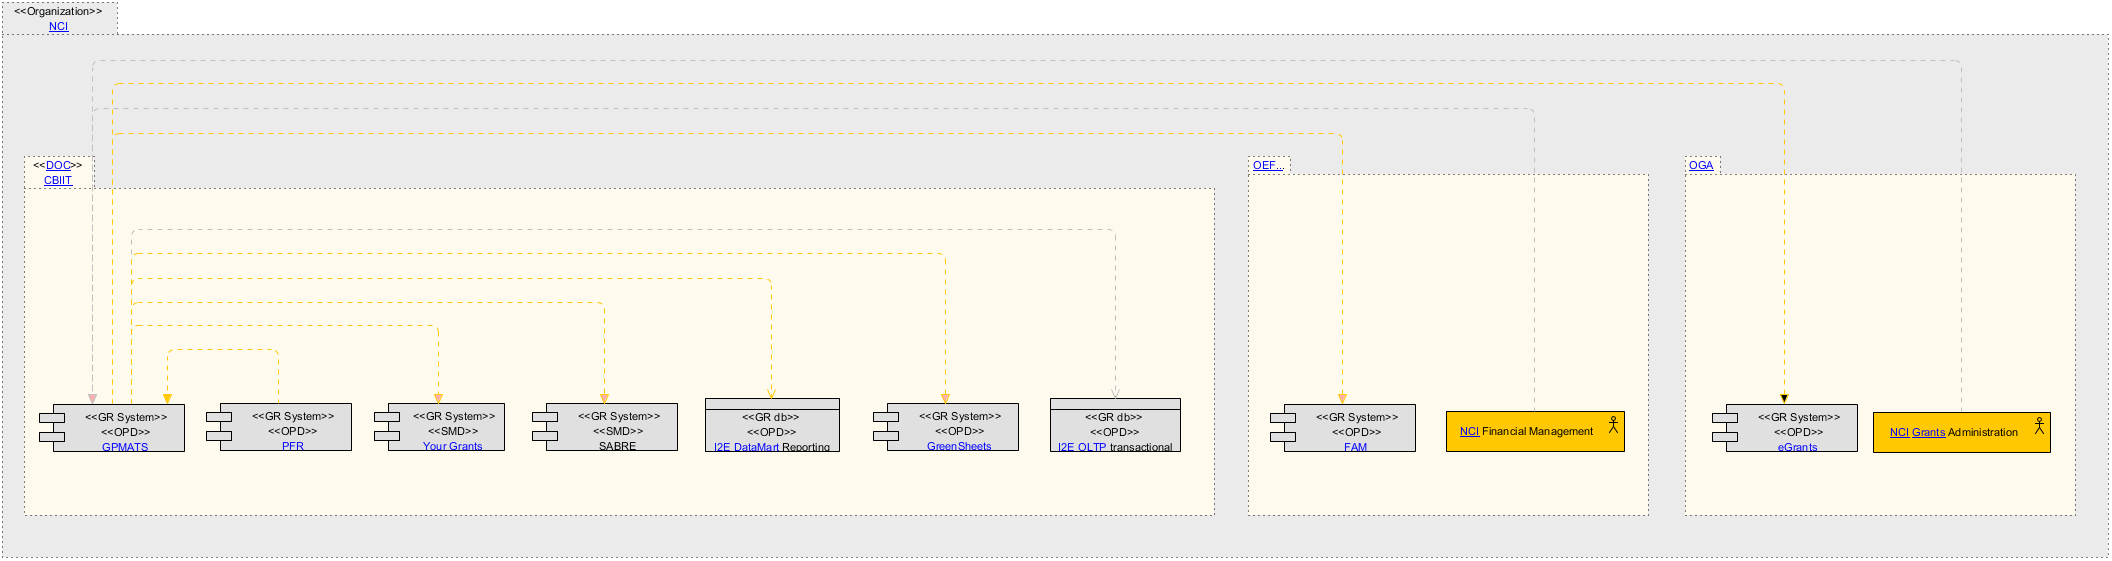 <<Organization>>
NCI
<<DOC>>
CBIIT
OEF...
OGA
<<GR System>>
<<OPD>>
GPMATS
<<GR System>>
<<OPD>>
PFR
<<GR System>>
<<SMD>>
Your Grants
<<GR System>>
<<SMD>>
SABRE
<<GR db>>
<<OPD>>
I2E DataMart Reporting
<<GR System>>
<<OPD>>
GreenSheets
<<GR db>>
<<OPD>>
I2E OLTP transactional
<<GR System>>
<<OPD>>
FAM
NCI Financial Management
<<GR System>>
<<OPD>>
eGrants
NCI Grants Administration